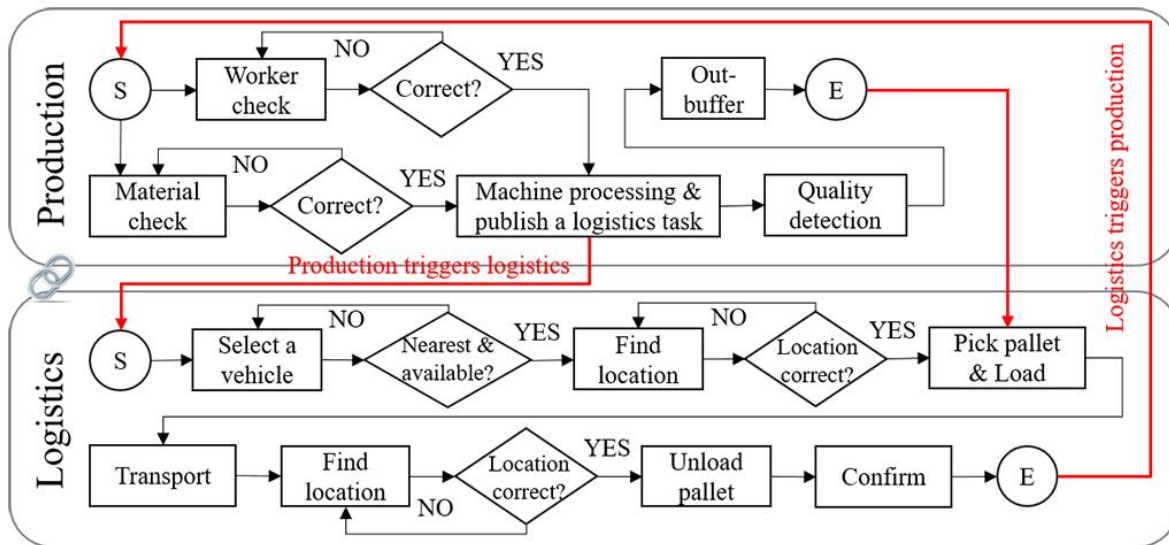 Production
S
Worker
check
NO
Correct?
YES
Out-
buffer
E
Material
check
NO
Correct?
YES
Machine processing &
publish a logistics task
Quality
detection
Production triggers logistics
Logistics triggers production
Logistics
S
Select a
vehicle
NO
Nearest &
available?
YES
Find
location
NO
Location
correct?
YES
Pick pallet
& Load
Transport
Find
location
NO
Location
correct?
YES
Unload
pallet
Confirm
E